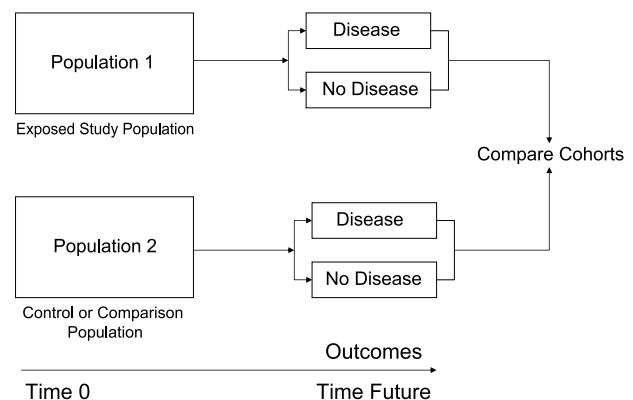 Population 1
Exposed Study Population
Disease
No Disease
Compare Cohorts
Population 2
Control or Comparison
Population
Disease
No Disease
Outcomes
Time 0
Time Future